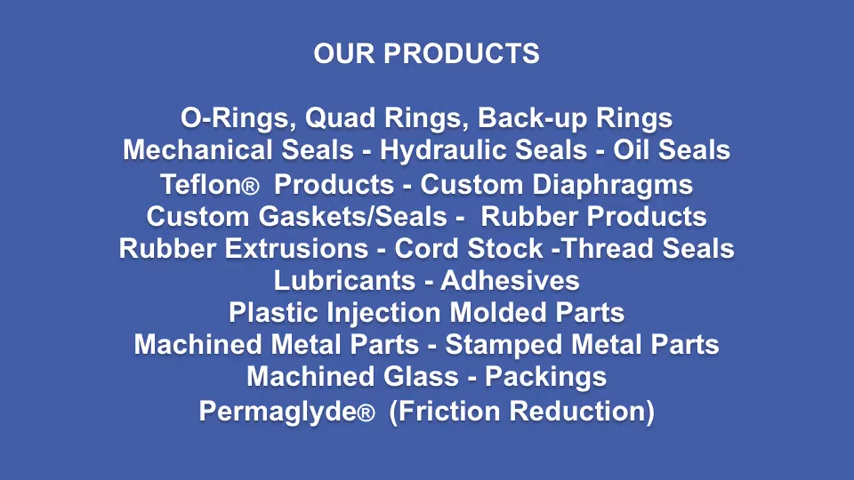 OUR PRODUCTS
O-Rings, Quad Rings, Back-up Rings
Mechanical Seals - Hydraulic Seals - Oil Seals
Teflon®  Products - Custom Diaphragms
Custom Gaskets/Seals -  Rubber Products
Rubber Extrusions - Cord Stock -Thread Seals
Lubricants - Adhesives
Plastic Injection Molded Parts
Machined Metal Parts - Stamped Metal Parts
Machined Glass - Packings
Permaglyde®  (Friction Reduction)